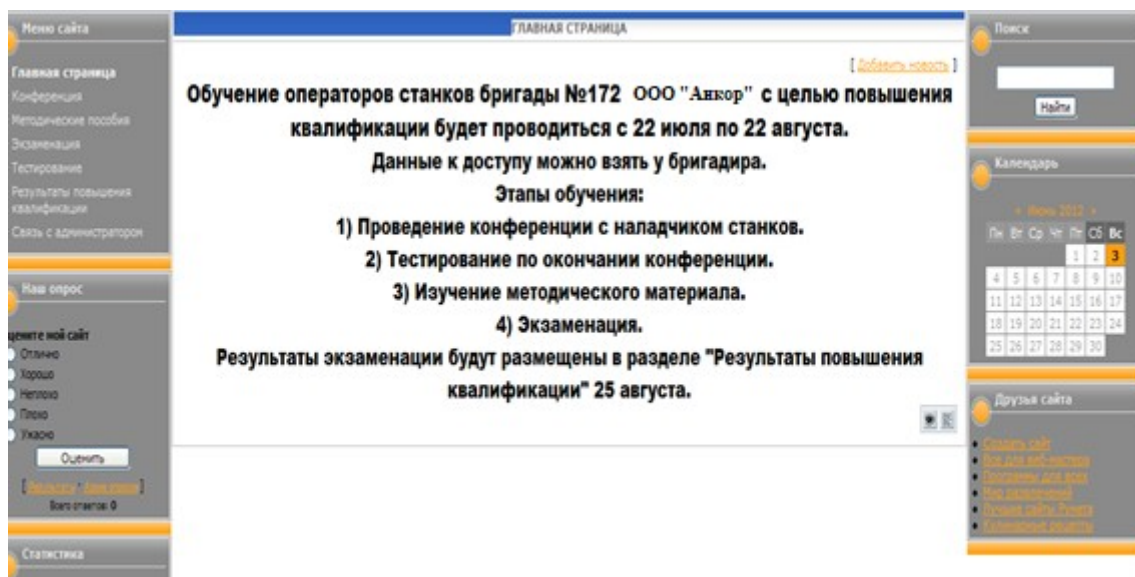 Меню сайта
Главная страница
Конференция
Методические пособия
Экзаменация
Тестирование
Результаты повышения
квалификации
Связь с администратором
Наш опрос
цените мой сайт
Отлично
Хорошо
Неплохо
Плохо
Ужасно
Оценить
[ Результаты · Архив опросов ]
Всего ответов: 0
Статистика
ГЛАВНАЯ СТРАНИЦА
[ Добавить новость ]
Обучение операторов станков бригады №172 ООО "Анкор" с целью повышения
квалификации будет проводиться с 22 июля по 22 августа.
Данные к доступу можно взять у бригадира.
Этапы обучения:
1) Проведение конференции с наладчиком станков.
2) Тестирование по окончании конференции.
3) Изучение методического материала.
4) Экзаменация.
Результаты экзаменации будут размещены в разделе "Результаты повышения
квалификации" 25 августа.
Поиск
Найти
Календарь
« Июнь 2012 »
Пн Вт Ср Чт Пт Сб Вс
1 2 3
4 5 6 7 8 9 10
11 12 13 14 15 16 17
18 19 20 21 22 23 24
25 26 27 28 29 30
Друзья сайта
Создать сайт
Все для веб-мастера
Программы для всех
Мир развлечений
Лучшие сайты Рунета
Кулинарные рецепты